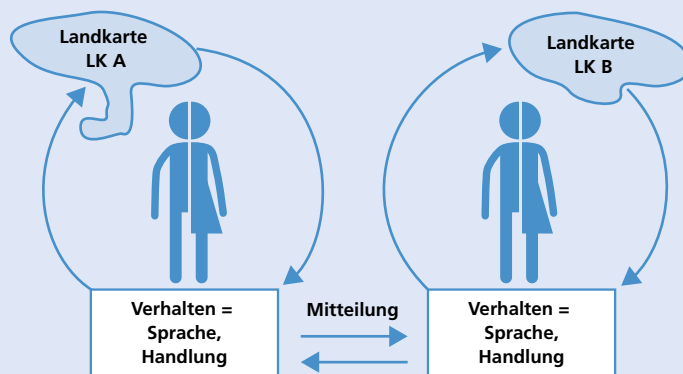 Landkarte
LK A
Landkarte
LK B
Verhalten =
Sprache,
Handlung
Mitteilung
Verhalten =
Sprache,
Handlung